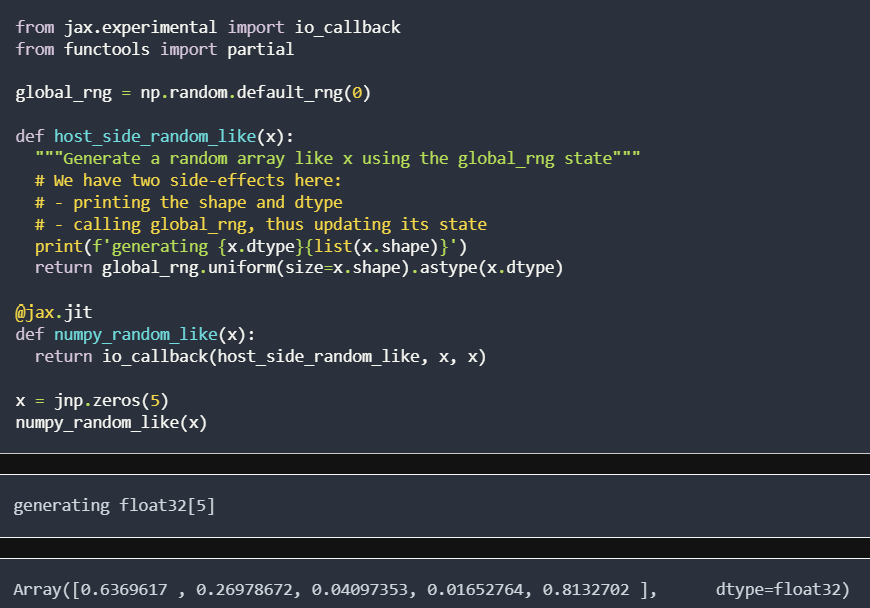 from jax.experimental import io_callback
from functools import partial

global_rng = np.random.default_rng(0)

def host_side_random_like(x):
  """Generate a random array like x using the global_rng state"""
  # We have two side-effects here:
  # - printing the shape and dtype
  # - calling global_rng, thus updating its state
  print(f'generating {x.dtype}{list(x.shape)}')
  return global_rng.uniform(size=x.shape).astype(x.dtype)

@jax.jit
def numpy_random_like(x):
  return io_callback(host_side_random_like, x, x)

x = jnp.zeros(5)
numpy_random_like(x)

generating float32[5]

Array([0.6369617 , 0.26978672, 0.04097353, 0.01652764, 0.8132702 ],      dtype=float32)